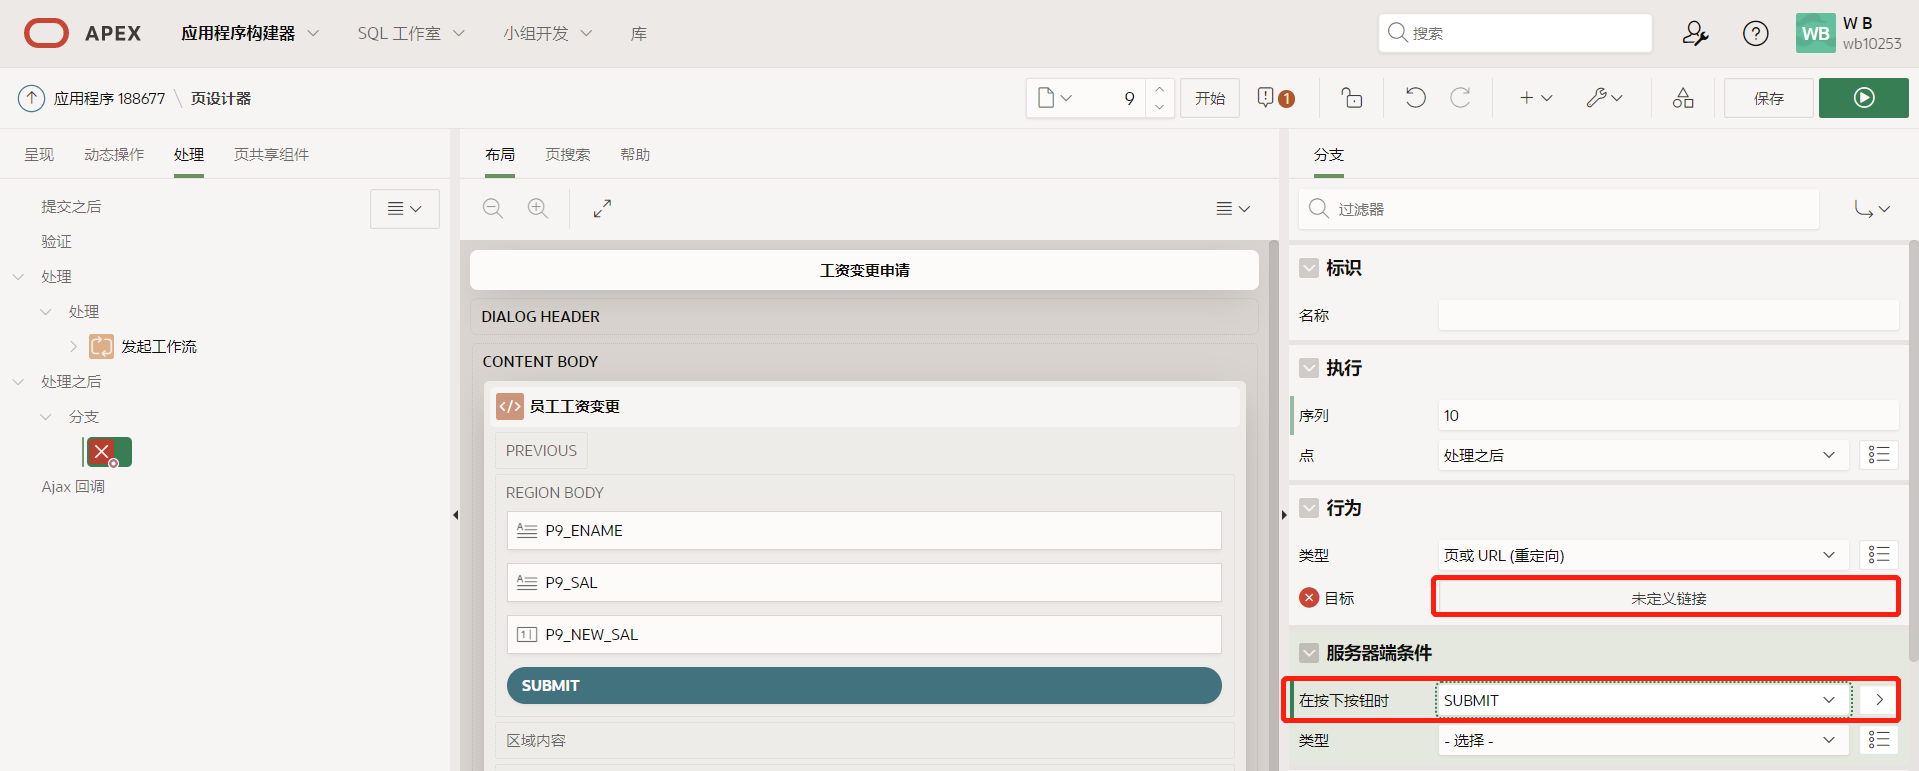 APEX 应用程序构建器 SQL 工作室 小组开发 库 搜索 WB W B
wb10253
应用程序 188677 \ 页设计器 9 开始 1 保存
呈现 动态操作 处理 页共享组件
提交之后
验证
处理
处理
发起工作流
处理之后
分支
Ajax 回调
布局 页搜索 帮助
工资变更申请
DIALOG HEADER
CONTENT BODY
</> 员工工资变更
PREVIOUS
REGION BODY
P9_ENAME
P9_SAL
P9_NEW_SAL
SUBMIT
区域内容
分支
过滤器
标识
名称
执行
序列 10
点 处理之后
行为
类型 页或 URL (重定向)
目标 未定义链接
服务器端条件
在按下按钮时 SUBMIT
类型 - 选择 -